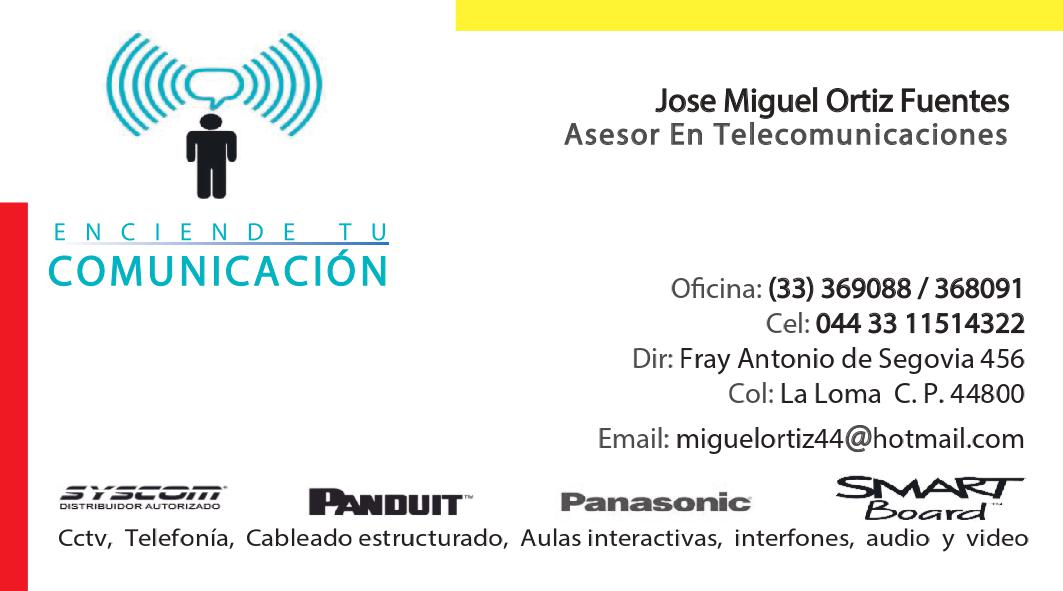 Jose Miguel Ortiz Fuentes
Asesor En Telecomunicaciones
ENCIENDE TU
COMUNICACIÓN
Oficina: (33) 369088 / 368091
Cel: 044 33 11514322
Dir: Fray Antonio de Segovia 456
Col: La Loma C. P. 44800
Email: miguelortiz44@hotmail.com
SYSCOM®
DISTRIBUIDOR AUTORIZADO
PANDUIT™
Panasonic
SMART
Board™
Cctv, Telefonía, Cableado estructurado, Aulas interactivas, interfones, audio y video